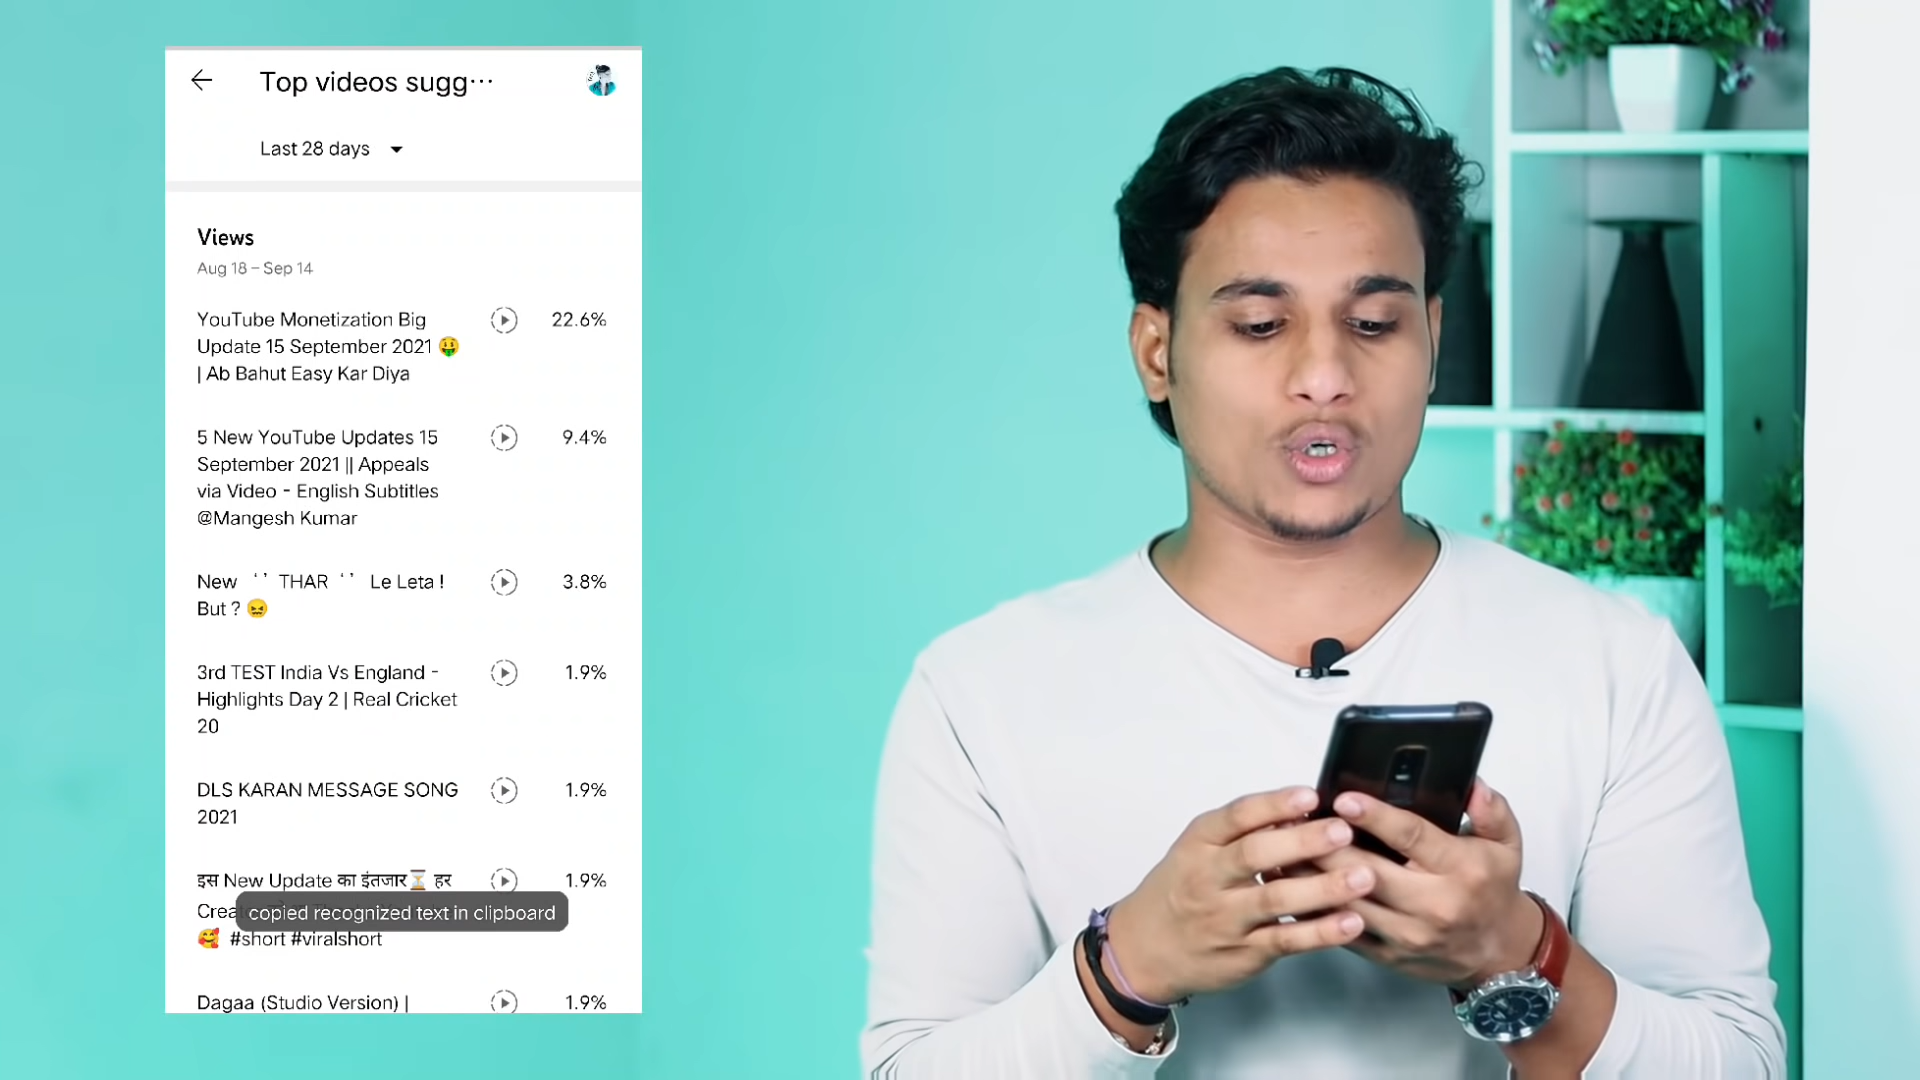 Top videos sugg...
Last 28 days
Views
Aug 18 – Sep 14
YouTube Monetization Big
Update 15 September 2021 🤑
| Ab Bahut Easy Kar Diya
22.6%
5 New YouTube Updates 15
September 2021 || Appeals
via Video - English Subtitles
@Mangesh Kumar
9.4%
New '' THAR '' Le Leta !
But ? 😖
3.8%
3rd TEST India Vs England -
Highlights Day 2 | Real Cricket
20
1.9%
DLS KARAN MESSAGE SONG
2021
1.9%
इस New Update का इंतजार⏳ हर
1.9%
copied recognized text in clipboard
🥰 #short #viralshort
Dagaa (Studio Version) |
1.9%